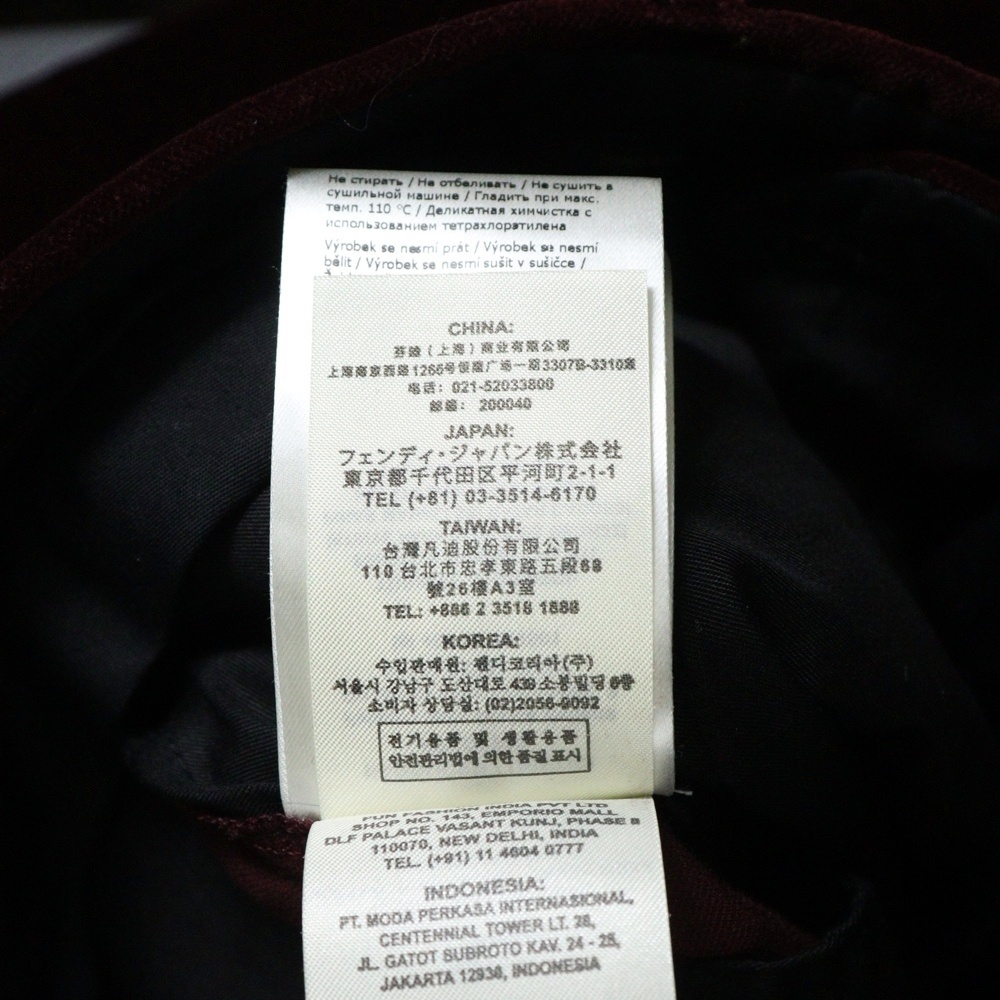 Не стирать / Не отбеливать / Не сушить в
сушильной машине / Гладить при макс.
темп. 110 °C / Деликатная химчистка с
использованием тетрахлорэтилена
Výrobek se nesmí prát / Výrobek se nesmí
bělit / Výrobek se nesmí sušit v sušičce /
CHINA:
芬迪（上海）商业有限公司
上海南京西路1266号恒隆广场一期3307B-3310室
电话: 021-52033800
邮编: 200040
JAPAN:
フェンディ・ジャパン株式会社
東京都千代田区平河町2-1-1
TEL (+81) 03-3514-6170
TAIWAN:
台灣凡迪股份有限公司
110 台北市忠孝東路五段68
號26樓A3室
TEL: +886 2 3518 1888
KOREA:
수입판매원: 펜디코리아(주)
서울시 강남구 도산대로 439 소봉빌딩 6층
소비자 상담실: (02)2056-9092
전기용품 및 생활용품
안전관리법에 의한 품질 표시
FUN FASHION INDIA PVT LTD
SHOP NO. 143, EMPORIO MALL
DLF PALACE VASANT KUNJ, PHASE II
110070, NEW DELHI, INDIA
TEL. (+91) 11 4604 0777
INDONESIA:
PT. MODA PERKASA INTERNASIONAL,
CENTENNIAL TOWER LT. 28,
JL. GATOT SUBROTO KAV. 24 - 25,
JAKARTA 12930, INDONESIA